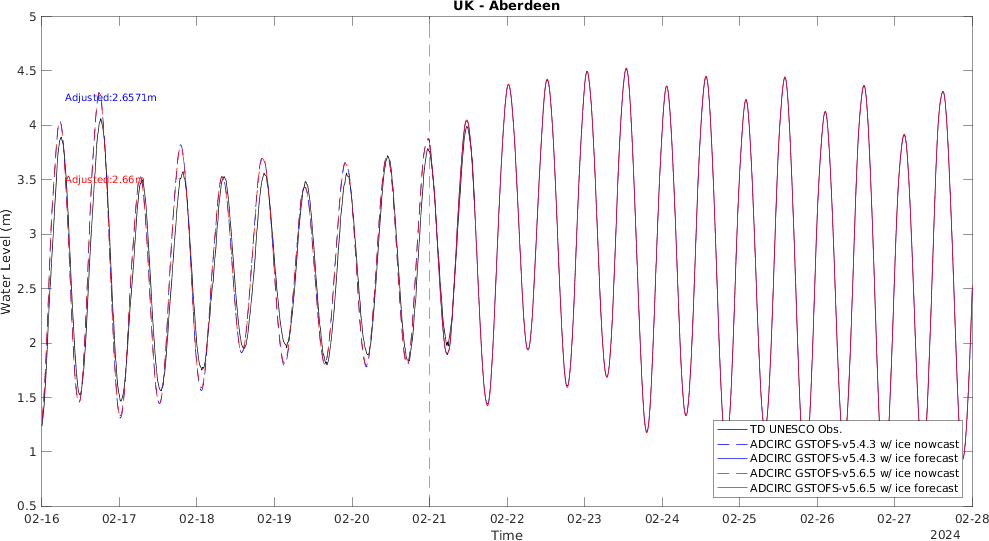 UK - Aberdeen
5
4.5
4
3.5
3
2.5
2
1.5
1
0.5
Water Level (m)
Adjusted:2.6571m
Adjusted:2.66m
TD UNESCO Obs.
ADCIRC GSTOFS-v5.4.3 w/ ice nowcast
ADCIRC GSTOFS-v5.4.3 w/ ice forecast
ADCIRC GSTOFS-v5.6.5 w/ ice nowcast
ADCIRC GSTOFS-v5.6.5 w/ ice forecast
02-16 02-17 02-18 02-19 02-20 02-21 02-22 02-23 02-24 02-25 02-26 02-27 02-28
Time
2024